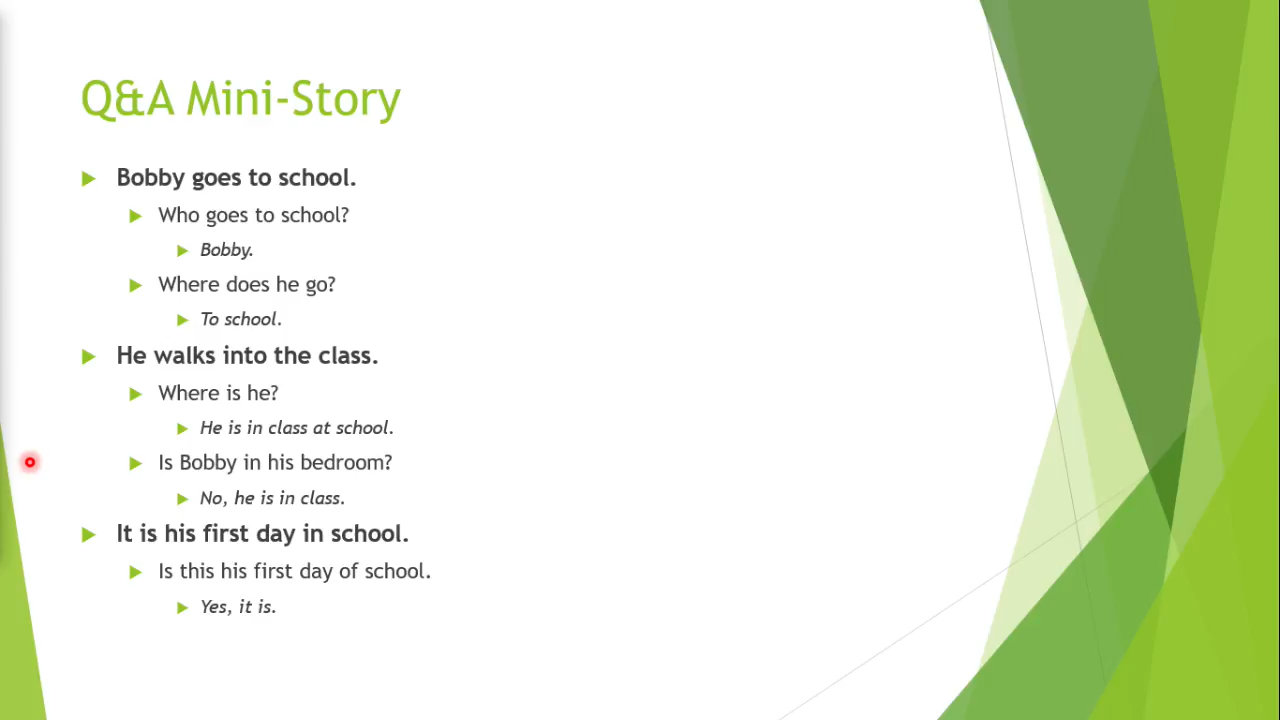 Q&A Mini-Story
Bobby goes to school.
Who goes to school?
Bobby.
Where does he go?
To school.
He walks into the class.
Where is he?
He is in class at school.
Is Bobby in his bedroom?
No, he is in class.
It is his first day in school.
Is this his first day of school.
Yes, it is.